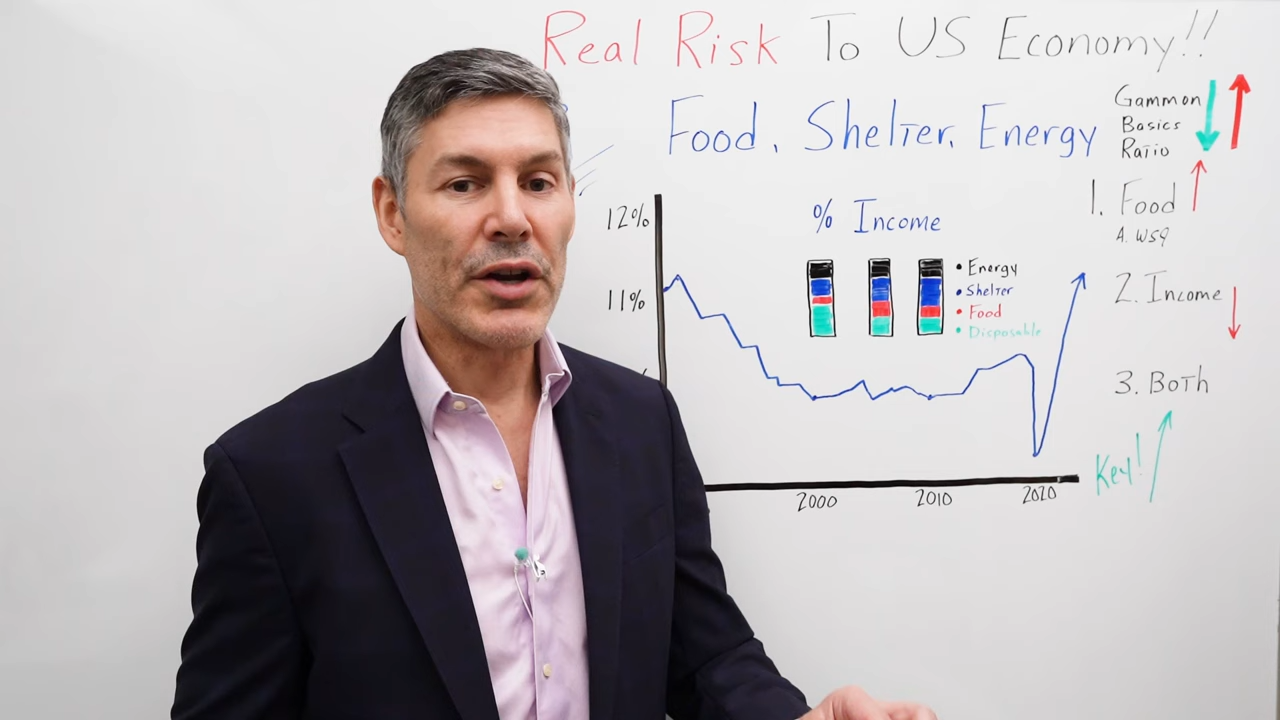 Real Risk To US Economy!!
Food, Shelter, Energy
Gammon
Basics
Ratio
12%
11%
% Income
• Energy
• Shelter
• Food
• Disposable
2000
2010
2020
1. Food
2. Income
3. Both
Key!